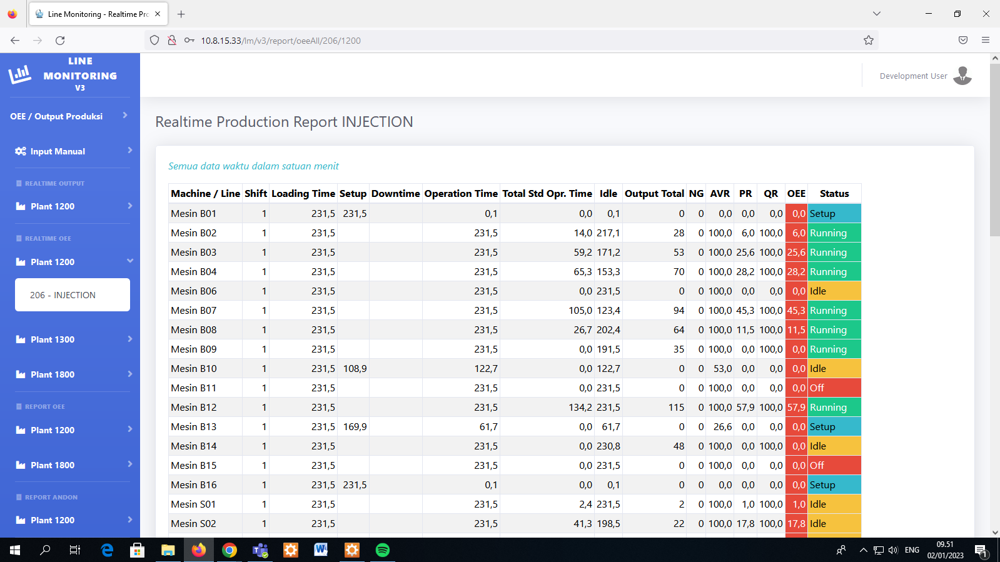 Line Monitoring - Realtime Pro
10.8.15.33/lm/v3/report/oeeAll/206/1200
LINE
MONITORING
V3
OEE / Output Produksi
Input Manual
REALTIME OUTPUT
Plant 1200
REALTIME OEE
Plant 1200
206 - INJECTION
Plant 1300
Plant 1800
REPORT OEE
Plant 1200
Plant 1800
REPORT ANDON
Plant 1200
Development User
Realtime Production Report INJECTION
Semua data waktu dalam satuan menit
Machine / Line Shift Loading Time Setup Downtime Operation Time Total Std Opr. Time Idle Output Total NG AVR PR QR OEE Status
Mesin B01 1 231,5 231,5 0,1 0,0 0,1 0 0 0,0 0,0 0,0 0,0 Setup
Mesin B02 1 231,5 231,5 14,0 217,1 28 0 100,0 6,0 100,0 6,0 Running
Mesin B03 1 231,5 231,5 59,2 171,2 53 0 100,0 25,6 100,0 25,6 Running
Mesin B04 1 231,5 231,5 65,3 153,3 70 0 100,0 28,2 100,0 28,2 Running
Mesin B06 1 231,5 231,5 0,0 231,5 0 0 100,0 0,0 0,0 0,0 Idle
Mesin B07 1 231,5 231,5 105,0 123,4 94 0 100,0 45,3 100,0 45,3 Running
Mesin B08 1 231,5 231,5 26,7 202,4 64 0 100,0 11,5 100,0 11,5 Running
Mesin B09 1 231,5 231,5 0,0 191,5 35 0 100,0 0,0 100,0 0,0 Running
Mesin B10 1 231,5 108,9 122,7 0,0 122,7 0 0 53,0 0,0 0,0 0,0 Idle
Mesin B11 1 231,5 231,5 0,0 231,5 0 0 100,0 0,0 0,0 0,0 Off
Mesin B12 1 231,5 231,5 134,2 231,5 115 0 100,0 57,9 100,0 57,9 Running
Mesin B13 1 231,5 169,9 61,7 0,0 61,7 0 0 26,6 0,0 0,0 0,0 Setup
Mesin B14 1 231,5 231,5 0,0 230,8 48 0 100,0 0,0 100,0 0,0 Idle
Mesin B15 1 231,5 231,5 0,0 231,5 0 0 100,0 0,0 0,0 0,0 Off
Mesin B16 1 231,5 231,5 0,1 0,0 0,1 0 0 0,0 0,0 0,0 0,0 Setup
Mesin S01 1 231,5 231,5 2,4 231,5 2 0 100,0 1,0 100,0 1,0 Idle
Mesin S02 1 231,5 231,5 41,3 198,5 22 0 100,0 17,8 100,0 17,8 Idle
ENG
09.51
02/01/2023
1